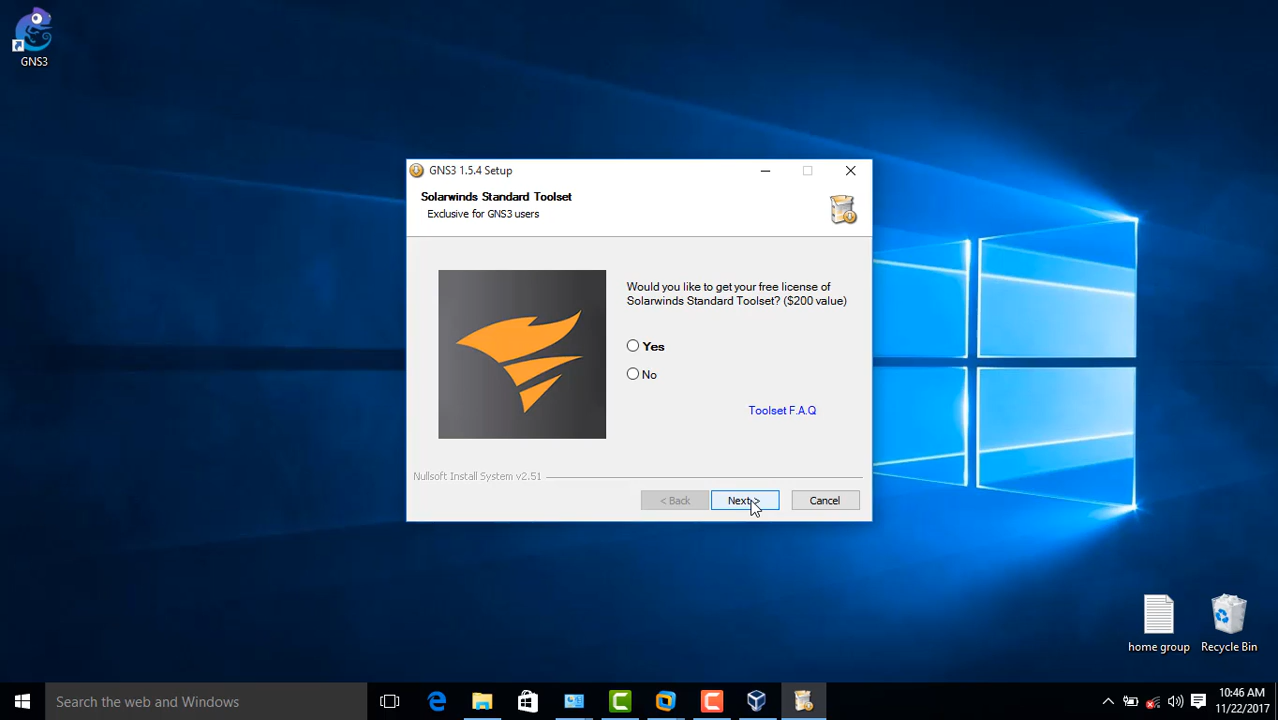 GNS3
GNS3 1.5.4 Setup
Solarwinds Standard Toolset
Exclusive for GNS3 users
Would you like to get your free license of
Solarwinds Standard Toolset? ($200 value)
Yes
No
Toolset F.A.Q
Nullsoft Install System v2.51
< Back
Next >
Cancel
home group
Recycle Bin
Search the web and Windows
10:46 AM
11/22/2017